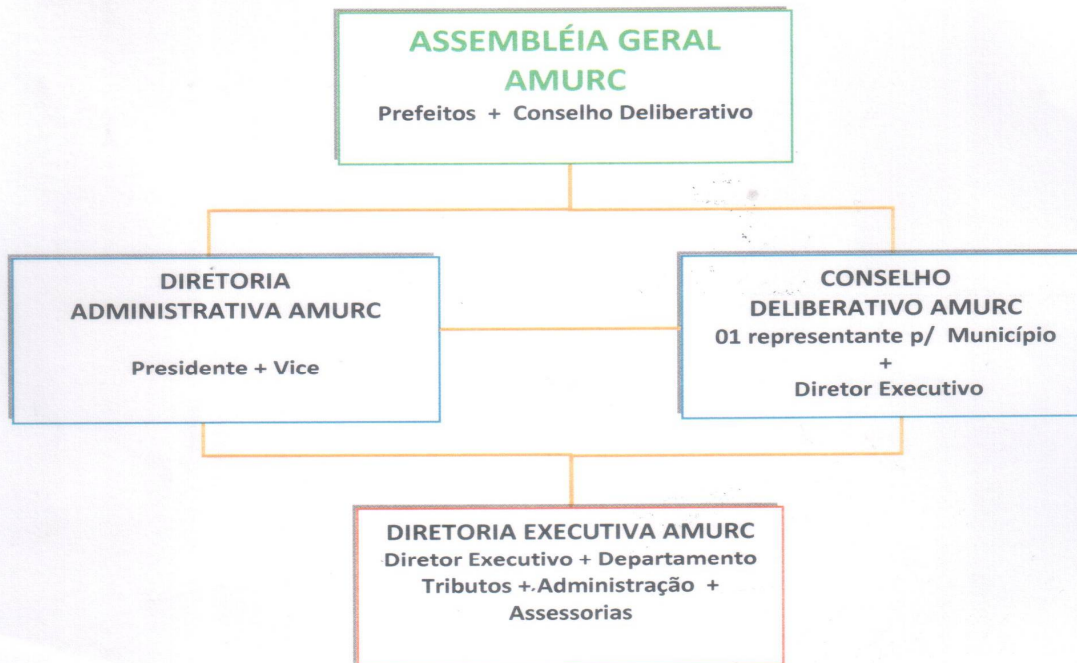 ASSEMBLÉIA GERAL
AMURC
Prefeitos + Conselho Deliberativo
DIRETORIA
ADMINISTRATIVA AMURC
Presidente + Vice
CONSELHO
DELIBERATIVO AMURC
01 representante p/ Município
+
Diretor Executivo
DIRETORIA EXECUTIVA AMURC
Diretor Executivo + Departamento
Tributos + Administração +
Assessorias